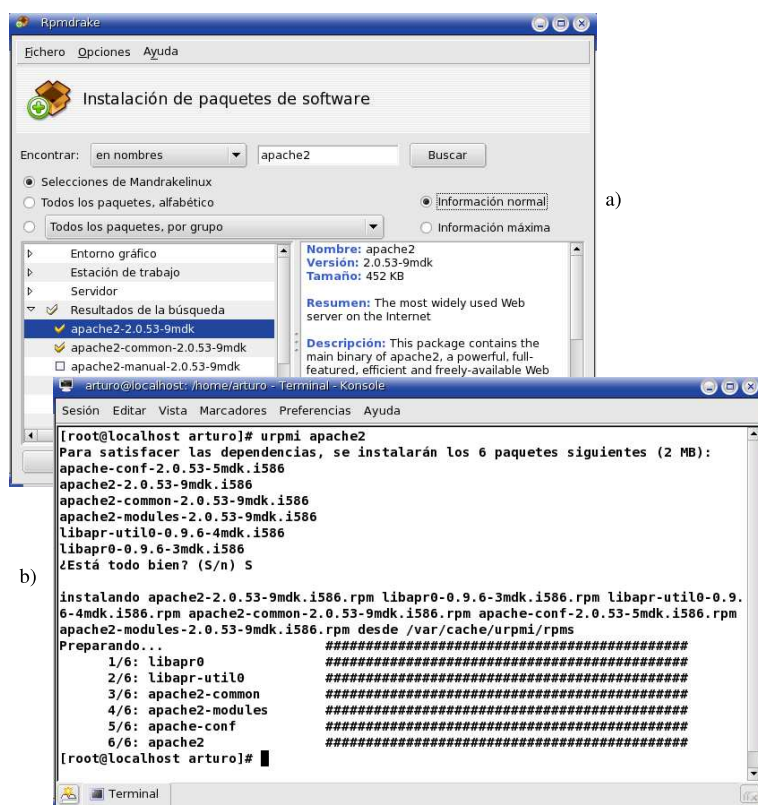 Rpmdrake
Fichero Opciones Ayuda
Instalación de paquetes de software
Encontrar: en nombres apache2 Buscar
Selecciones de Mandrakelinux
Todos los paquetes, alfabético
Información normal
Todos los paquetes, por grupo
Información máxima
a)
Entorno gráfico
Estación de trabajo
Servidor
Resultados de la búsqueda
apache2-2.0.53-9mdk
apache2-common-2.0.53-9mdk
apache2-manual-2.0.53-9mdk
Nombre: apache2
Versión: 2.0.53-9mdk
Tamaño: 452 KB
Resumen: The most widely used Web
server on the Internet
Descripción: This package contains the
main binary of apache2, a powerful, full-
featured, efficient and freely-available Web
b)
arturo@localhost: /home/arturo - Terminal - Konsole
Sesión Editar Vista Marcadores Preferencias Ayuda
[root@localhost arturo]# urpmi apache2
Para satisfacer las dependencias, se instalarán los 6 paquetes siguientes (2 MB):
apache-conf-2.0.53-5mdk.i586
apache2-2.0.53-9mdk.i586
apache2-common-2.0.53-9mdk.i586
apache2-modules-2.0.53-9mdk.i586
libapr-util0-0.9.6-4mdk.i586
libapr0-0.9.6-3mdk.i586
¿Está todo bien? (S/n) S
instalando apache2-2.0.53-9mdk.i586.rpm libapr0-0.9.6-3mdk.i586.rpm libapr-util0-0.9.
6-4mdk.i586.rpm apache2-common-2.0.53-9mdk.i586.rpm apache-conf-2.0.53-5mdk.i586.rpm
apache2-modules-2.0.53-9mdk.i586.rpm desde /var/cache/urpmi/rpms
Preparando... #############################################
1/6: libapr0 #############################################
2/6: libapr-util0 #############################################
3/6: apache2-common #############################################
4/6: apache2-modules #############################################
5/6: apache-conf #############################################
6/6: apache2 #############################################
[root@localhost arturo]#
Terminal